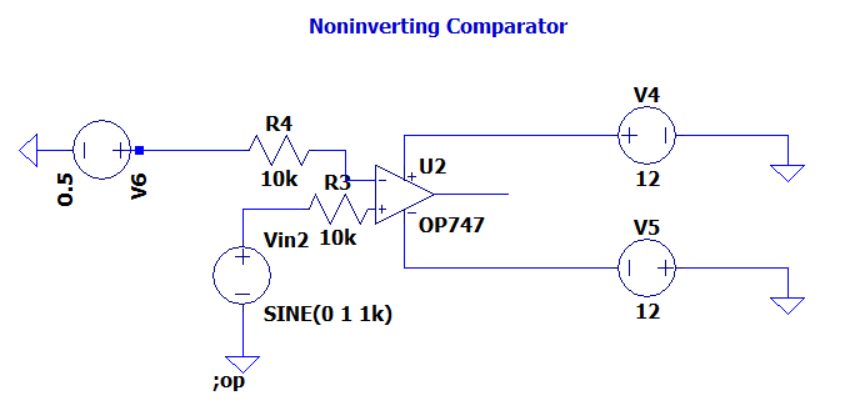 Noninverting Comparator
V4
R4
U2
10k
R3
12
0.5
V6
OP747
V5
Vin2
10k
12
SINE(0 1 1k)
;op